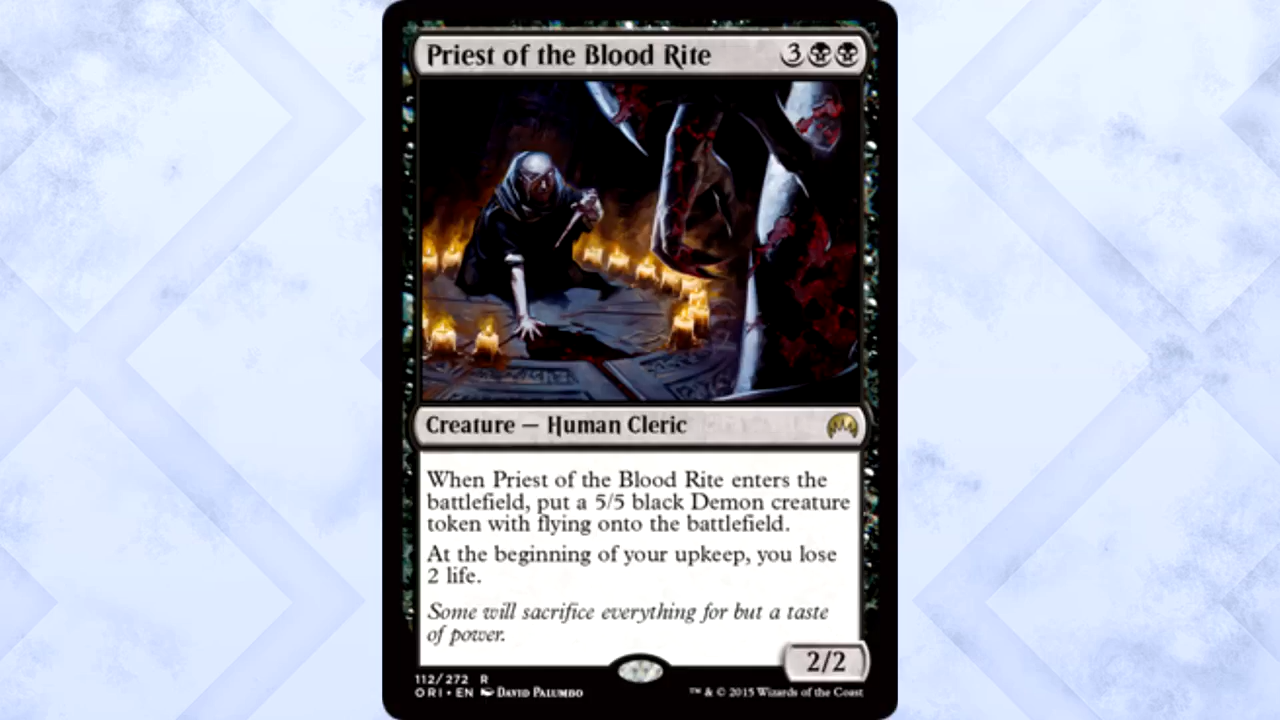 Priest of the Blood Rite 3
Creature — Human Cleric
When Priest of the Blood Rite enters the
battlefield, put a 5/5 black Demon creature
token with flying onto the battlefield.
At the beginning of your upkeep, you lose
2 life.
Some will sacrifice everything for but a taste
of power.
2/2
112/272 R
ORI • EN David Palumbo
™ & © 2015 Wizards of the Coast